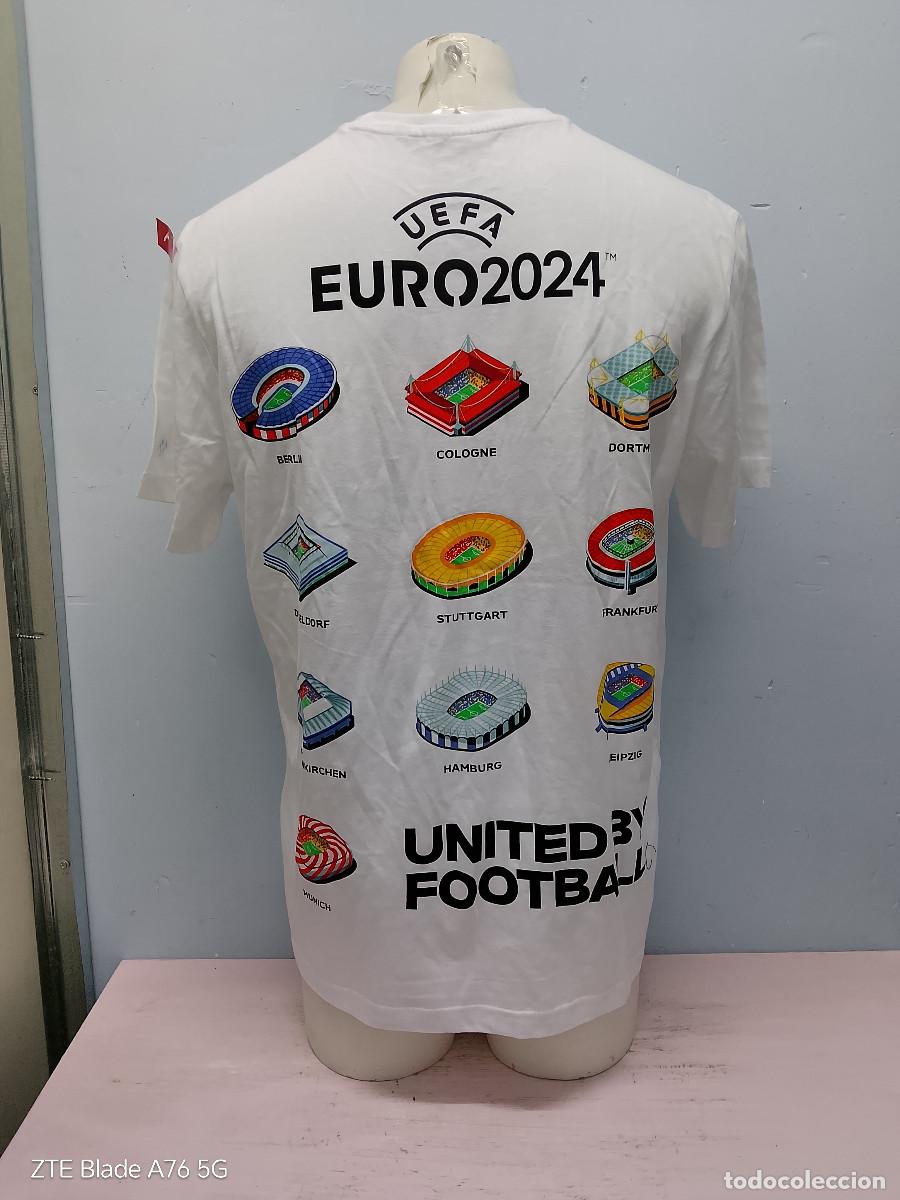 UEFA
EURO2024™
BERLI
COLOGNE
DORTM
ELDORF
STUTTGART
FRANKFUR
KIRCHEN
HAMBURG
EIPZIG
MUNICH
UNITED BY
FOOTBALL
ZTE Blade A76 5G
todocoleccion